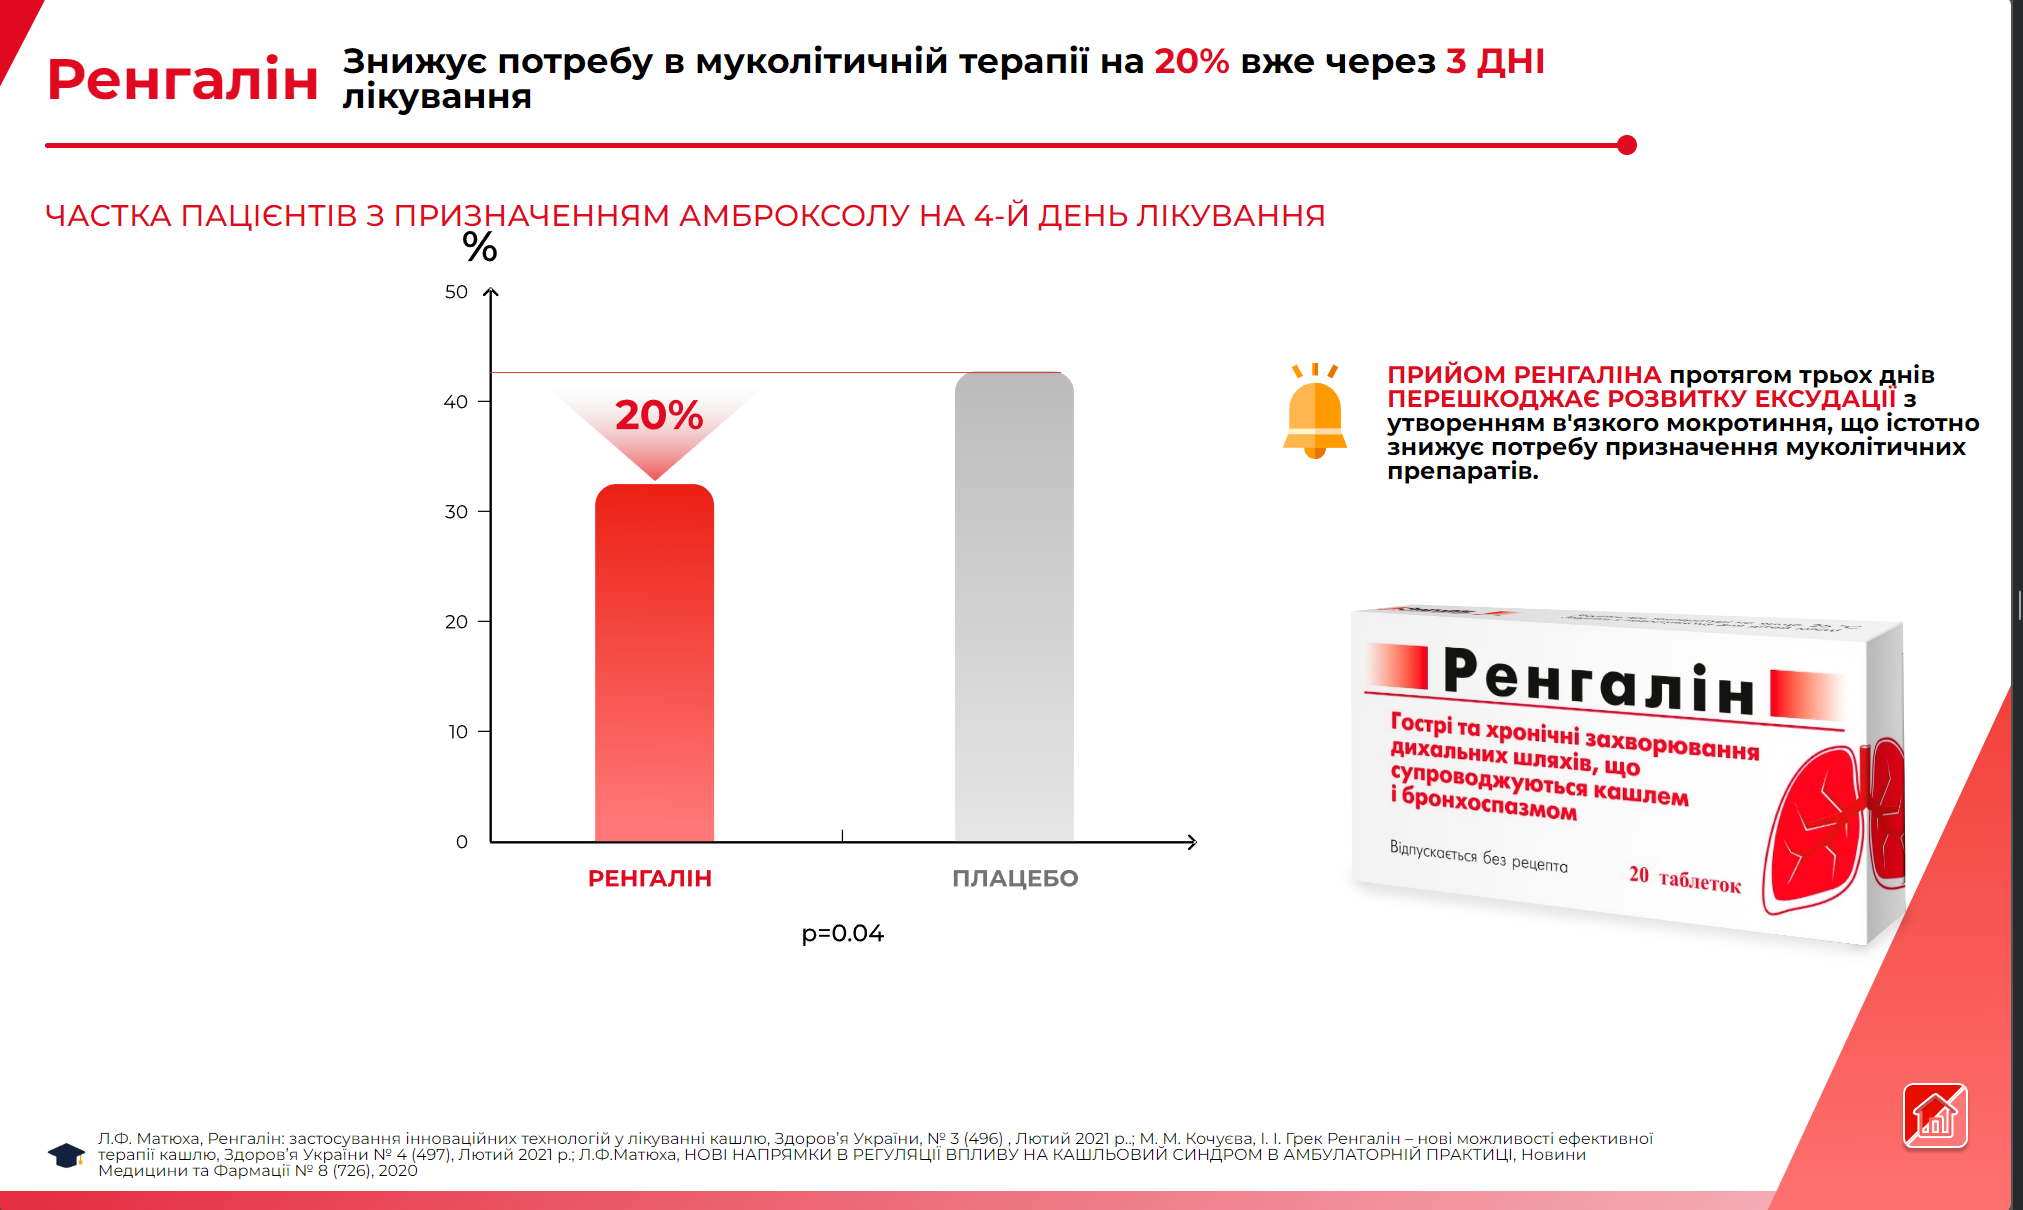 Ренгалін
Знижує потребу в муколітичній терапії на 20% вже через 3 ДНІ
лікування
ЧАСТКА ПАЦІЄНТІВ З ПРИЗНАЧЕННЯМ АМБРОКСОЛУ НА 4-Й ДЕНЬ ЛІКУВАННЯ
%
50
40
30
20
10
0
20%
РЕНГАЛІН
ПЛАЦЕБО
p=0.04
ПРИЙОМ РЕНГАЛІНА протягом трьох днів
ПЕРЕШКОДЖАЄ РОЗВИТКУ ЕКСУДАЦІЇ з
утворенням в'язкого мокротиння, що істотно
знижує потребу призначення муколітичних
препаратів.
Ренгалін
Гострі та хронічні захворювання
дихальних шляхів, що
супроводжуються кашлем
і бронхоспазмом
Відпускається без рецепта
20 таблеток
Л.Ф. Матюха, Ренгалін: застосування інноваційних технологій у лікуванні кашлю, Здоров’я України, № 3 (496) , Лютий 2021 р..; М. М. Кочуєва, І. І. Грек Ренгалін – нові можливості ефективної
терапії кашлю, Здоров’я України № 4 (497), Лютий 2021 р.; Л.Ф.Матюха, НОВІ НАПРЯМКИ В РЕГУЛЯЦІЇ ВПЛИВУ НА КАШЛЬОВИЙ СИНДРОМ В АМБУЛАТОРНІЙ ПРАКТИЦІ, Новини
Медицини та Фармації № 8 (726), 2020